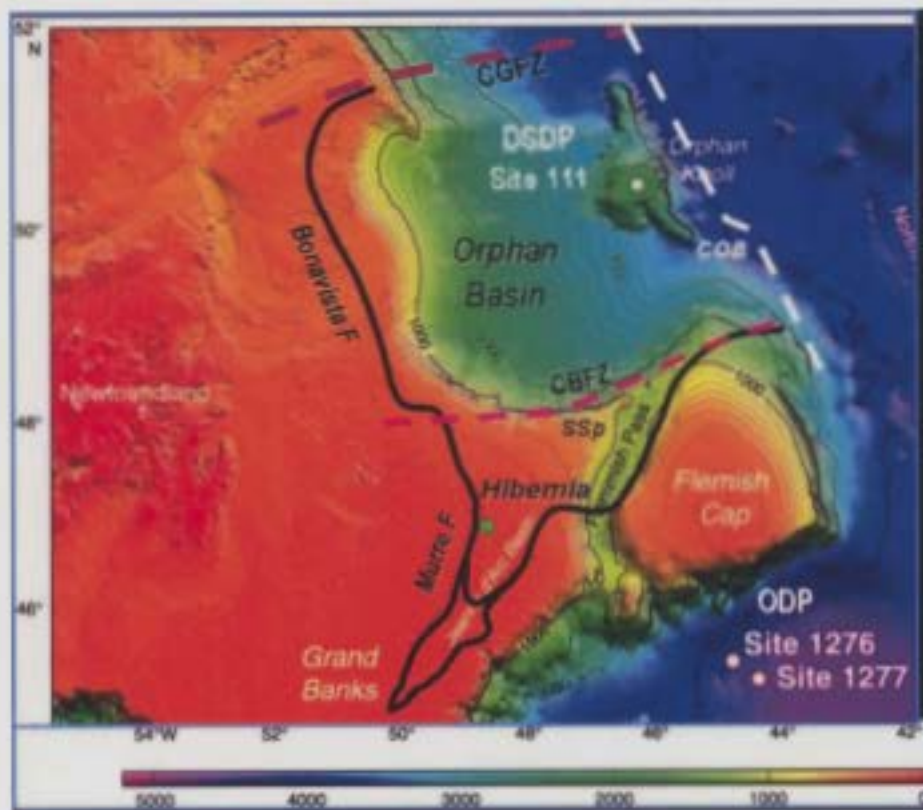 52°
N
CGFZ
DSDP
Site 111
Orphan
Knoll
50°
COB
Bonavista F
Orphan
Basin
1000
CBFZ
1000
Newfoundland
48°
SSp
Flemish Pass
Hibernia
Flemish
Cap
Murre F
46°
ODP
Site 1276
Site 1277
Grand
Banks
54°W
52°
50°
48°
46°
44°
42°
5000
4000
3000
2000
1000
0